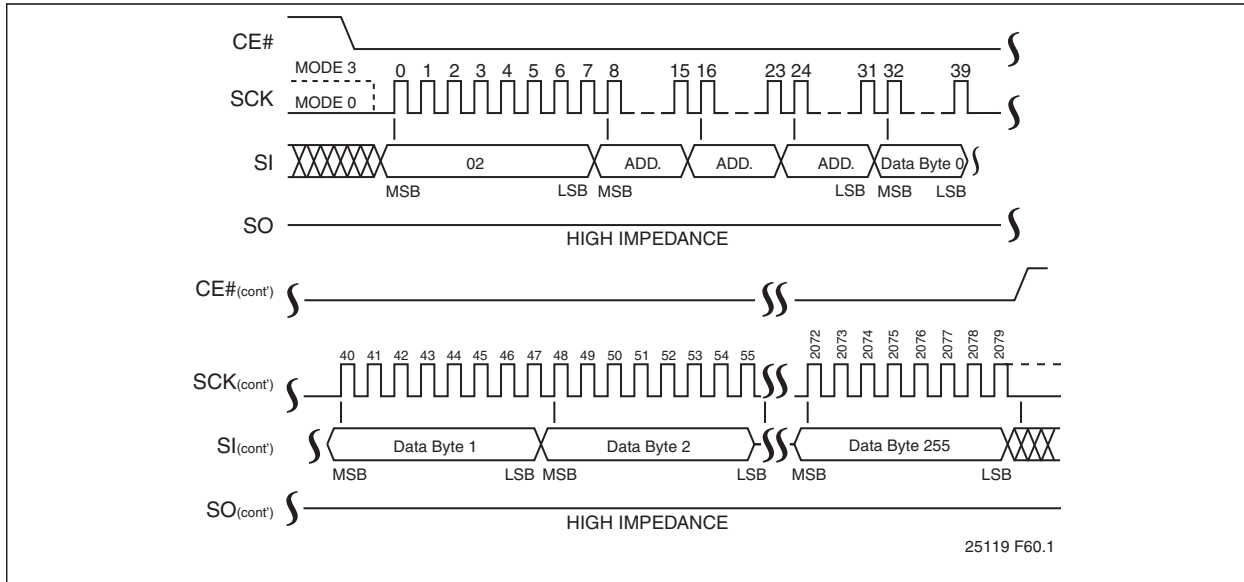 CE#
MODE 3
0 1 2 3 4 5 6 7 8 15 16 23 24 31 32 39
SCK
MODE 0
SI
02 ADD. ADD. ADD. Data Byte 0
MSB LSB MSB LSB MSB LSB
SO
HIGH IMPEDANCE
CE#(cont')
40 41 42 43 44 45 46 47 48 49 50 51 52 53 54 55 2072 2073 2074 2075 2076 2077 2078 2079
SCK(cont')
SI(cont')
Data Byte 1 Data Byte 2 Data Byte 255
MSB LSB MSB LSB MSB LSB
SO(cont')
HIGH IMPEDANCE
25119 F60.1